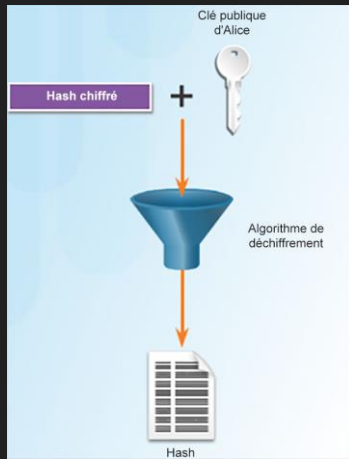 Clé publique
d'Alice
Hash chiffré
+
Algorithme de
déchiffrement
Hash